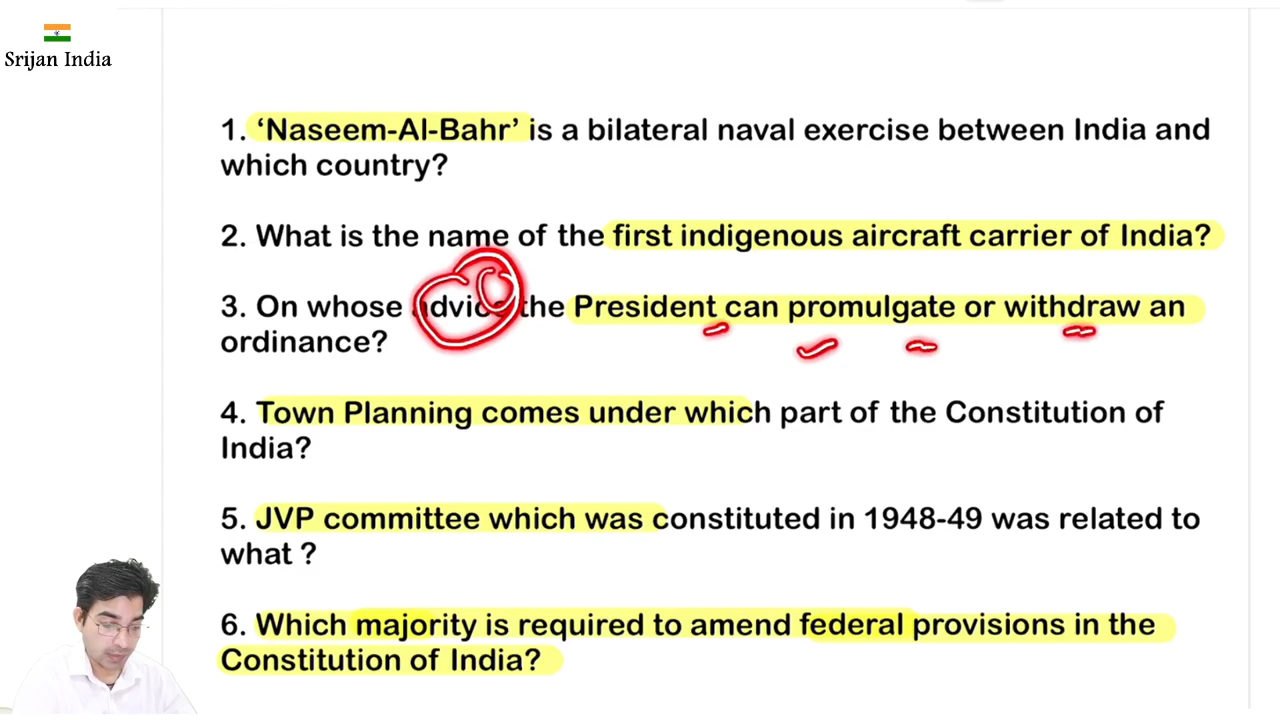 Srijan India
1. ‘Naseem-Al-Bahr’ is a bilateral naval exercise between India and
which country?
2. What is the name of the first indigenous aircraft carrier of India?
3. On whose advice the President can promulgate or withdraw an
ordinance?
4. Town Planning comes under which part of the Constitution of
India?
5. JVP committee which was constituted in 1948-49 was related to
what ?
6. Which majority is required to amend federal provisions in the
Constitution of India?